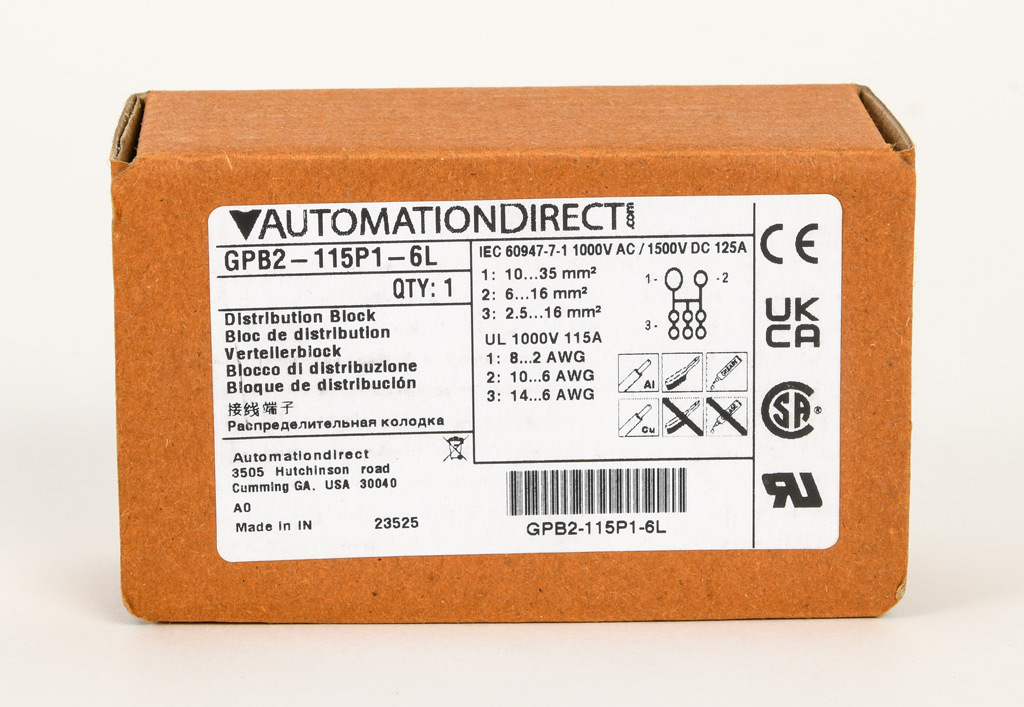 AUTOMATIONDIRECT.COM
GPB2-115P1-6L
QTY: 1
Distribution Block
Bloc de distribution
Verteilerblock
Blocco di distribuzione
Bloque de distribución
接线端子
Распределительная колодка
Automationdirect
3505 Hutchinson road
Cumming GA. USA 30040
A0
Made in IN 23525
IEC 60947-7-1 1000V AC / 1500V DC 125A
1: 10...35 mm²
2: 6...16 mm²
3: 2.5...16 mm²
UL 1000V 115A
1: 8...2 AWG
2: 10...6 AWG
3: 14...6 AWG
1- -2
3-
Al
CREAM
Cu
CREAM
GPB2-115P1-6L
CE
UK
CA
CSA®
RU